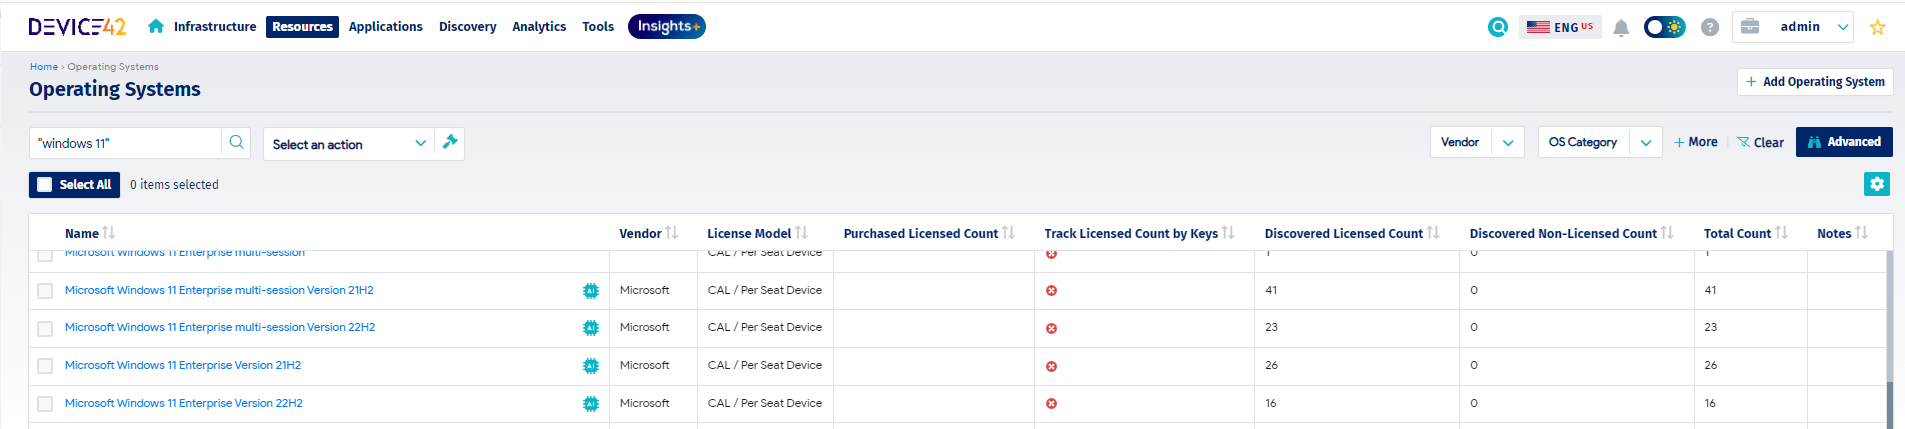 DEVICE42 Infrastructure Resources Applications Discovery Analytics Tools Insights+ ENG US ? admin
Home › Operating Systems
Operating Systems
+ Add Operating System
"windows 11" Select an action Vendor OS Category + More Clear Advanced
Select All 0 items selected
Name Vendor License Model Purchased Licensed Count Track Licensed Count by Keys Discovered Licensed Count Discovered Non-Licensed Count Total Count Notes
Microsoft Windows 11 Enterprise multi-session CAL / Per Seat Device 1 0 1
Microsoft Windows 11 Enterprise multi-session Version 21H2 AI Microsoft CAL / Per Seat Device 41 0 41
Microsoft Windows 11 Enterprise multi-session Version 22H2 AI Microsoft CAL / Per Seat Device 23 0 23
Microsoft Windows 11 Enterprise Version 21H2 AI Microsoft CAL / Per Seat Device 26 0 26
Microsoft Windows 11 Enterprise Version 22H2 AI Microsoft CAL / Per Seat Device 16 0 16